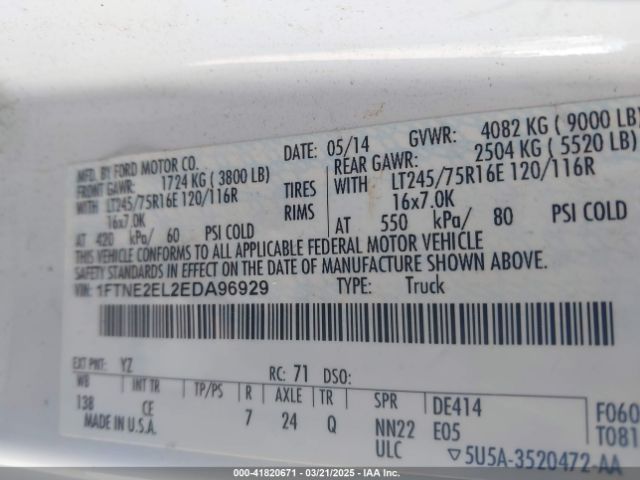 MFD. BY FORD MOTOR CO.
DATE: 05/14 GVWR: 4082 KG ( 9000 LB)
FRONT GAWR: 1724 KG ( 3800 LB)
REAR GAWR: 2504 KG ( 5520 LB)
WITH LT245/75R16E 120/116R TIRES WITH LT245/75R16E 120/116R
16x7.0K RIMS 16x7.0K
AT 420 kPa/ 60 PSI COLD AT 550 kPa/ 80 PSI COLD
THIS VEHICLE CONFORMS TO ALL APPLICABLE FEDERAL MOTOR VEHICLE
SAFETY STANDARDS IN EFFECT ON THE DATE OF MANUFACTURE SHOWN ABOVE.
VIN: 1FTNE2EL2EDA96929 TYPE: Truck
EXT PNT: YZ RC: 71 DSO:
WB INT TR TP/PS R AXLE TR SPR DE414 F060
138 CE 7 24 Q NN22 E05 T081
MADE IN U.S.A. ULC ▽5U5A-3520472-AA
000-41820671 — 03/21/2025 — IAAI.COM